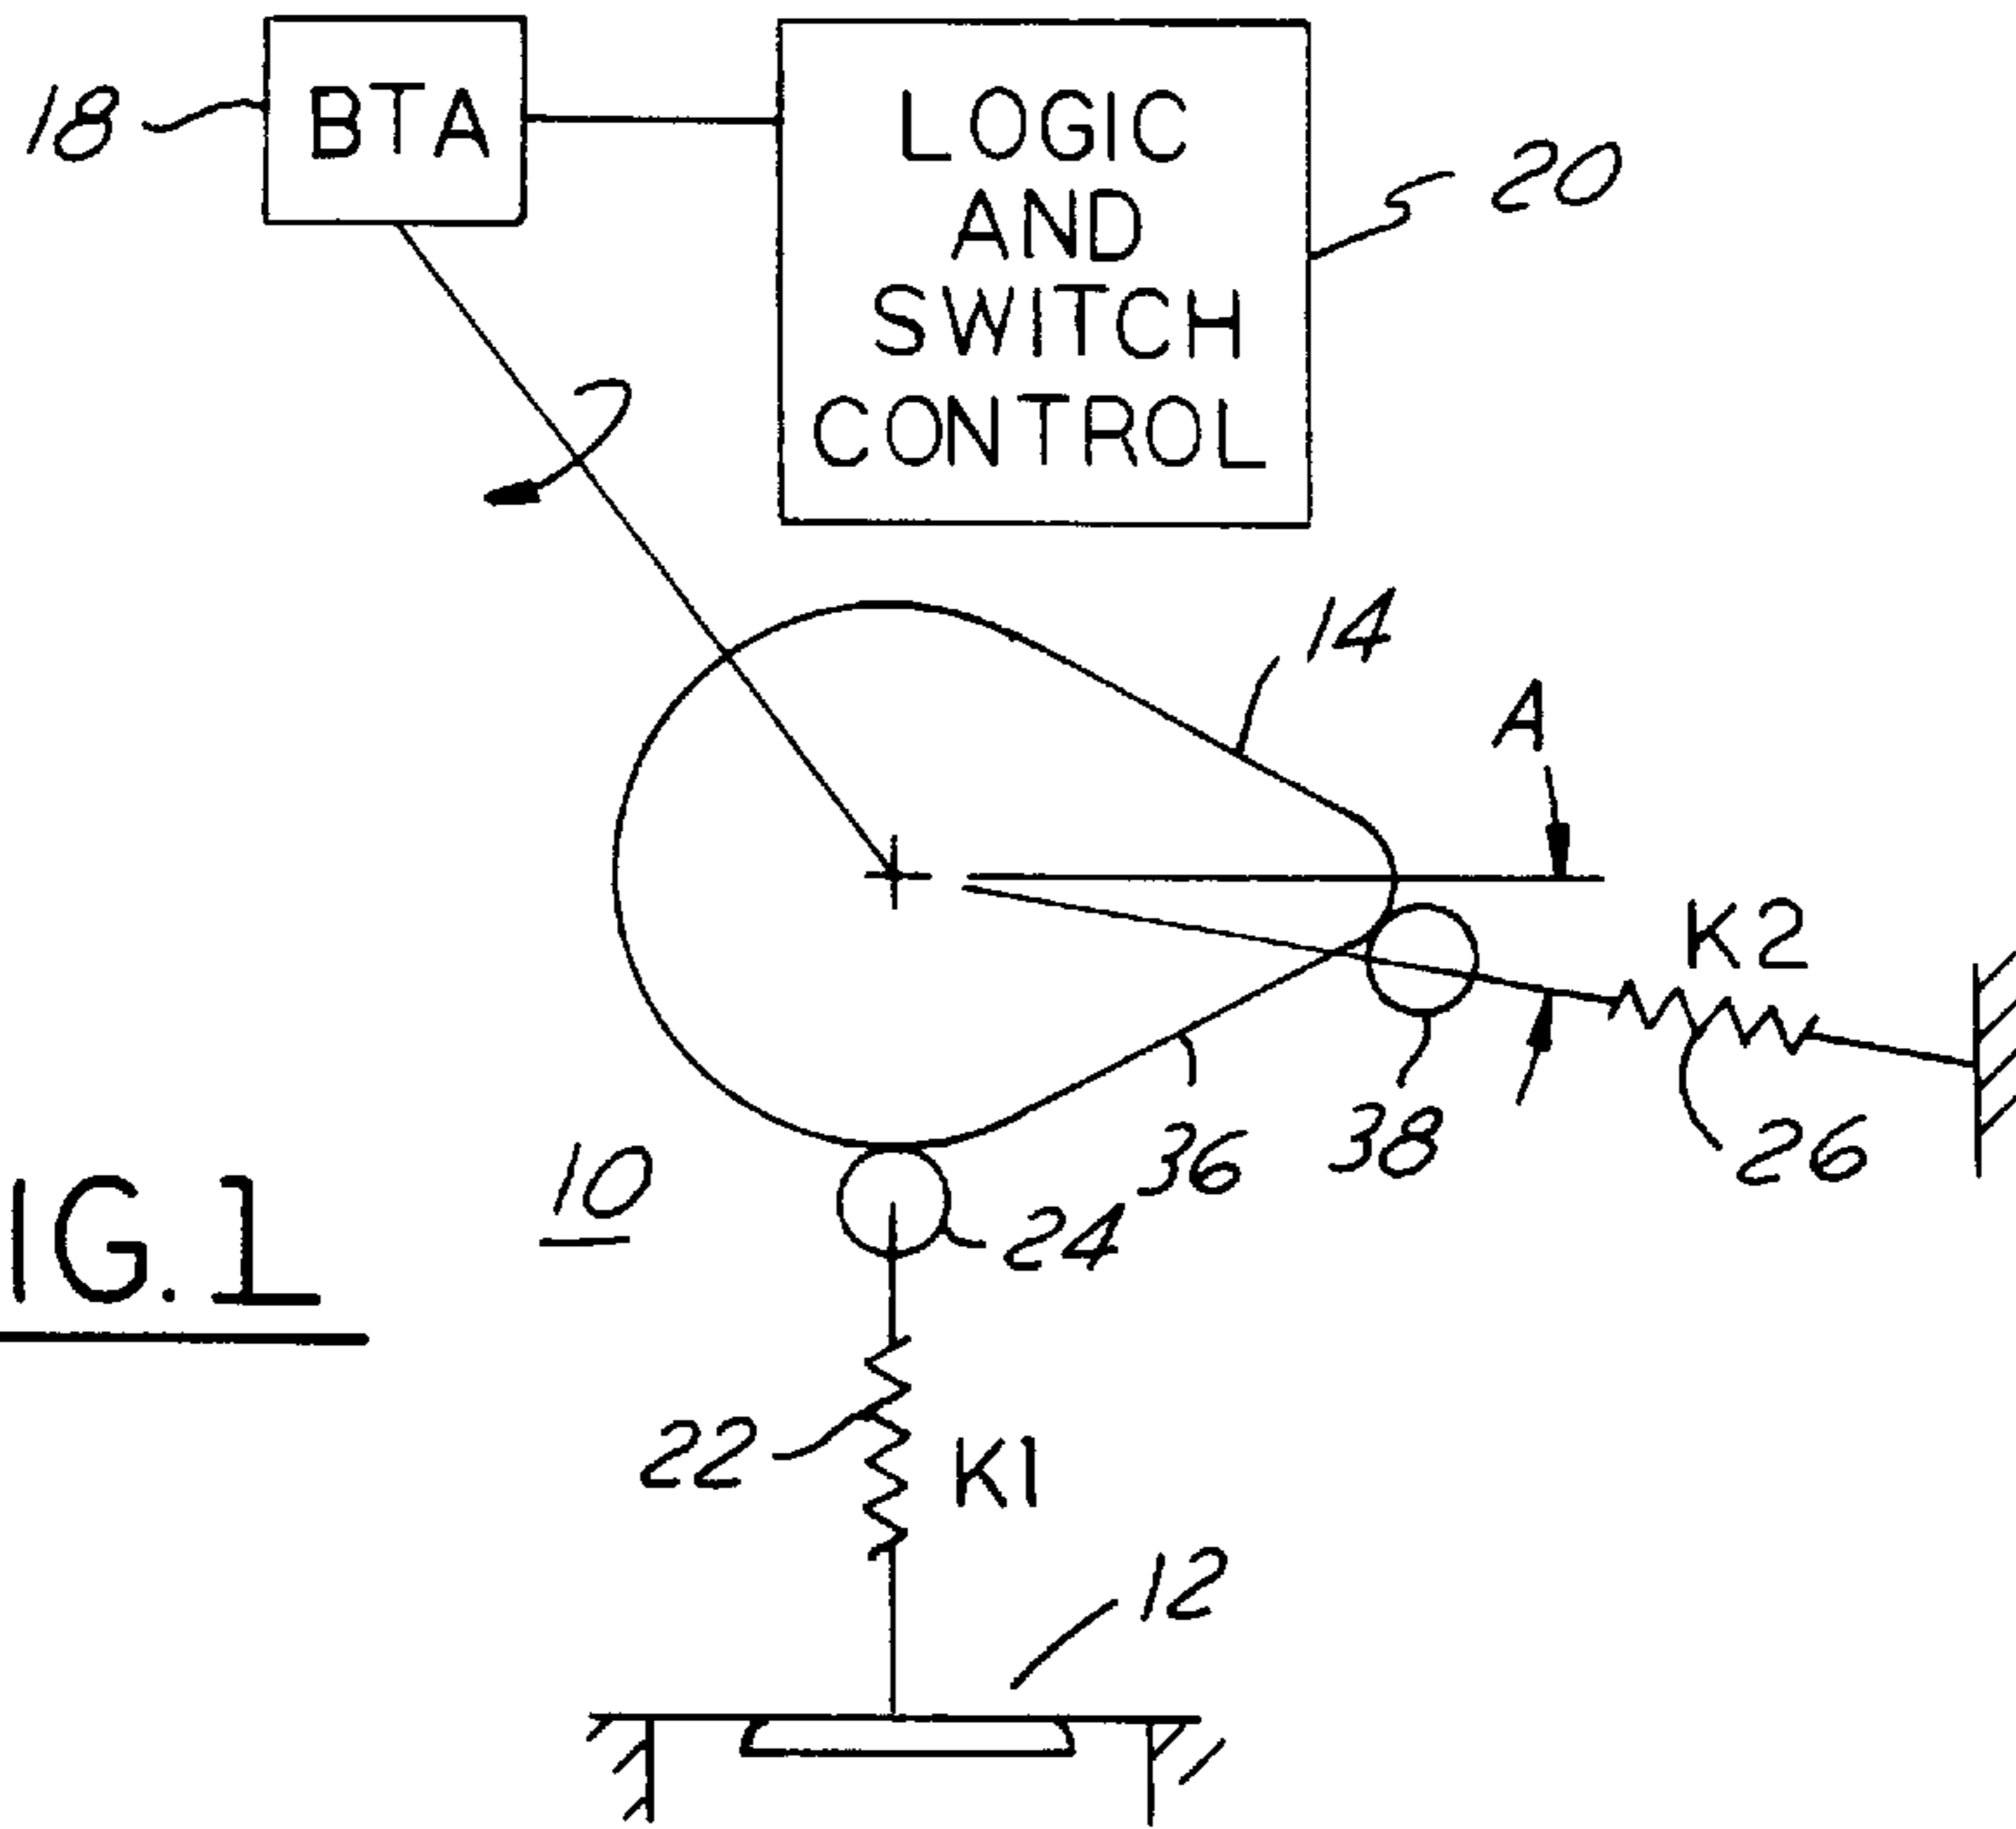 18
BTA
LOGIC
AND
SWITCH
CONTROL
20
14
A
K2
38
26
36
10
24
IG. 1
22
K1
12